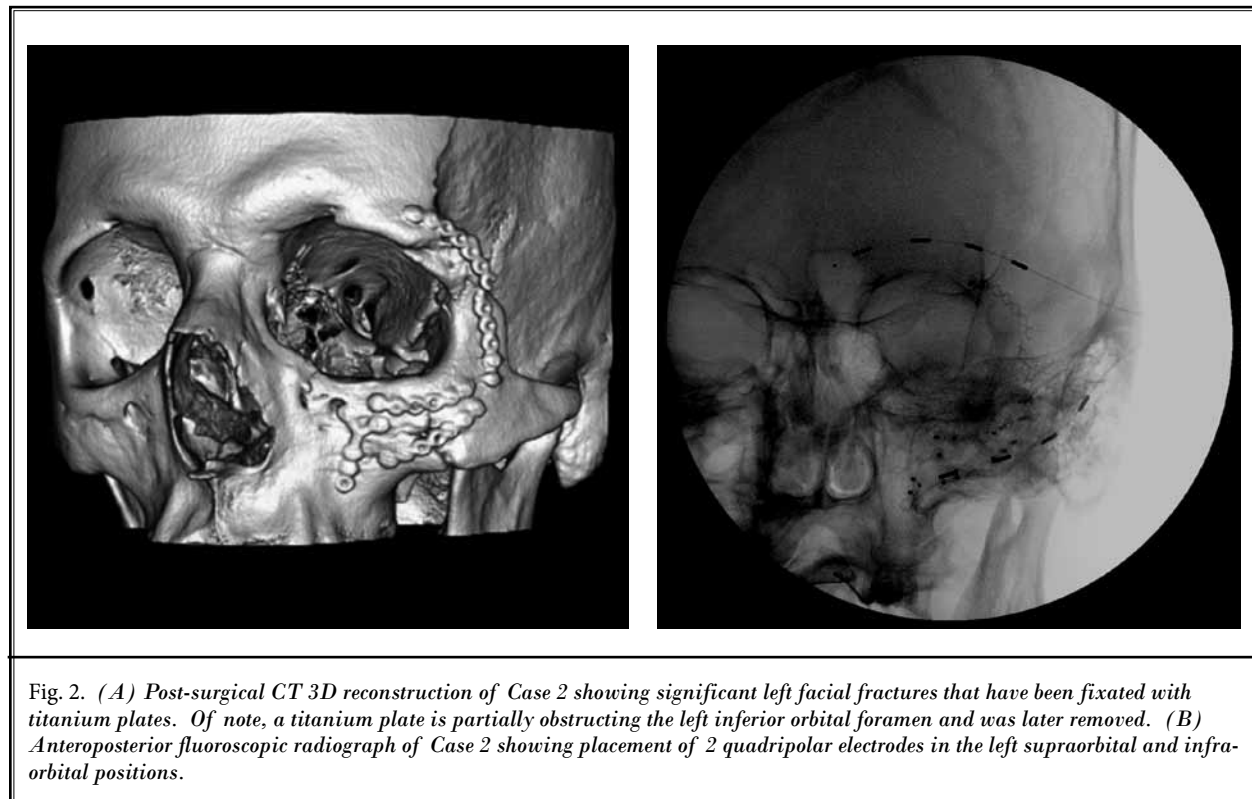 Fig. 2. (A) Post-surgical CT 3D reconstruction of Case 2 showing significant left facial fractures that have been fixated with
titanium plates. Of note, a titanium plate is partially obstructing the left inferior orbital foramen and was later removed. (B)
Anteroposterior fluoroscopic radiograph of Case 2 showing placement of 2 quadripolar electrodes in the left supraorbital and infra-
orbital positions.